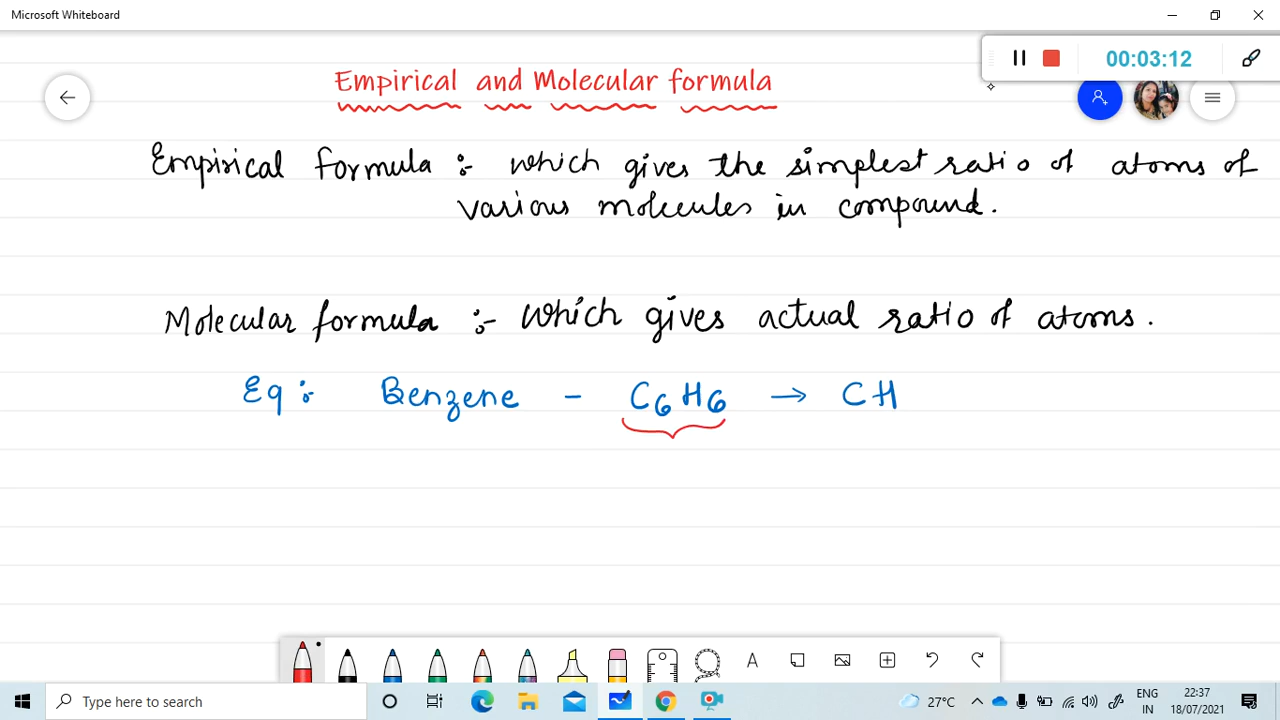 Microsoft Whiteboard
00:03:12
Empirical and Molecular formula
Empirical formula :- which gives the simplest ratio of atoms of
various molecules in compound.
Molecular formula :- Which gives actual ratio of atoms.
Eg :- Benzene - C6H6 → CH
A
Type here to search
27°C
ENG
IN
22:37
18/07/2021